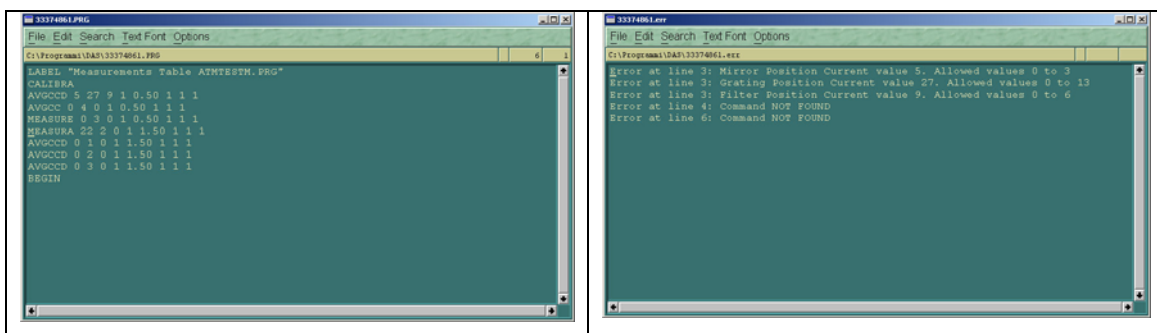 33374861.PRG
File Edit Search Text Font Options
C:\Programmi\DAS\33374861.PRG 6 1
LABEL "Measurements Table ATMTESTM.PRG"
CALIBRA
AVGCCD 5 27 9 1 0.50 1 1 1
AVGCC 0 4 0 1 0.50 1 1 1
MEASURE 0 3 0 1 0.50 1 1 1
MEASURA 22 2 0 1 1.50 1 1 1
AVGCCD 0 1 0 1 1.50 1 1 1
AVGCCD 0 2 0 1 1.50 1 1 1
AVGCCD 0 3 0 1 1.50 1 1 1
BEGIN
33374861.err
File Edit Search Text Font Options
C:\Programmi\DAS\33374861.err
Error at line 3: Mirror Position Current value 5. Allowed values 0 to 3
Error at line 3: Grating Position Current value 27. Allowed values 0 to 13
Error at line 3: Filter Position Current value 9. Allowed values 0 to 6
Error at line 4: Command NOT FOUND
Error at line 6: Command NOT FOUND